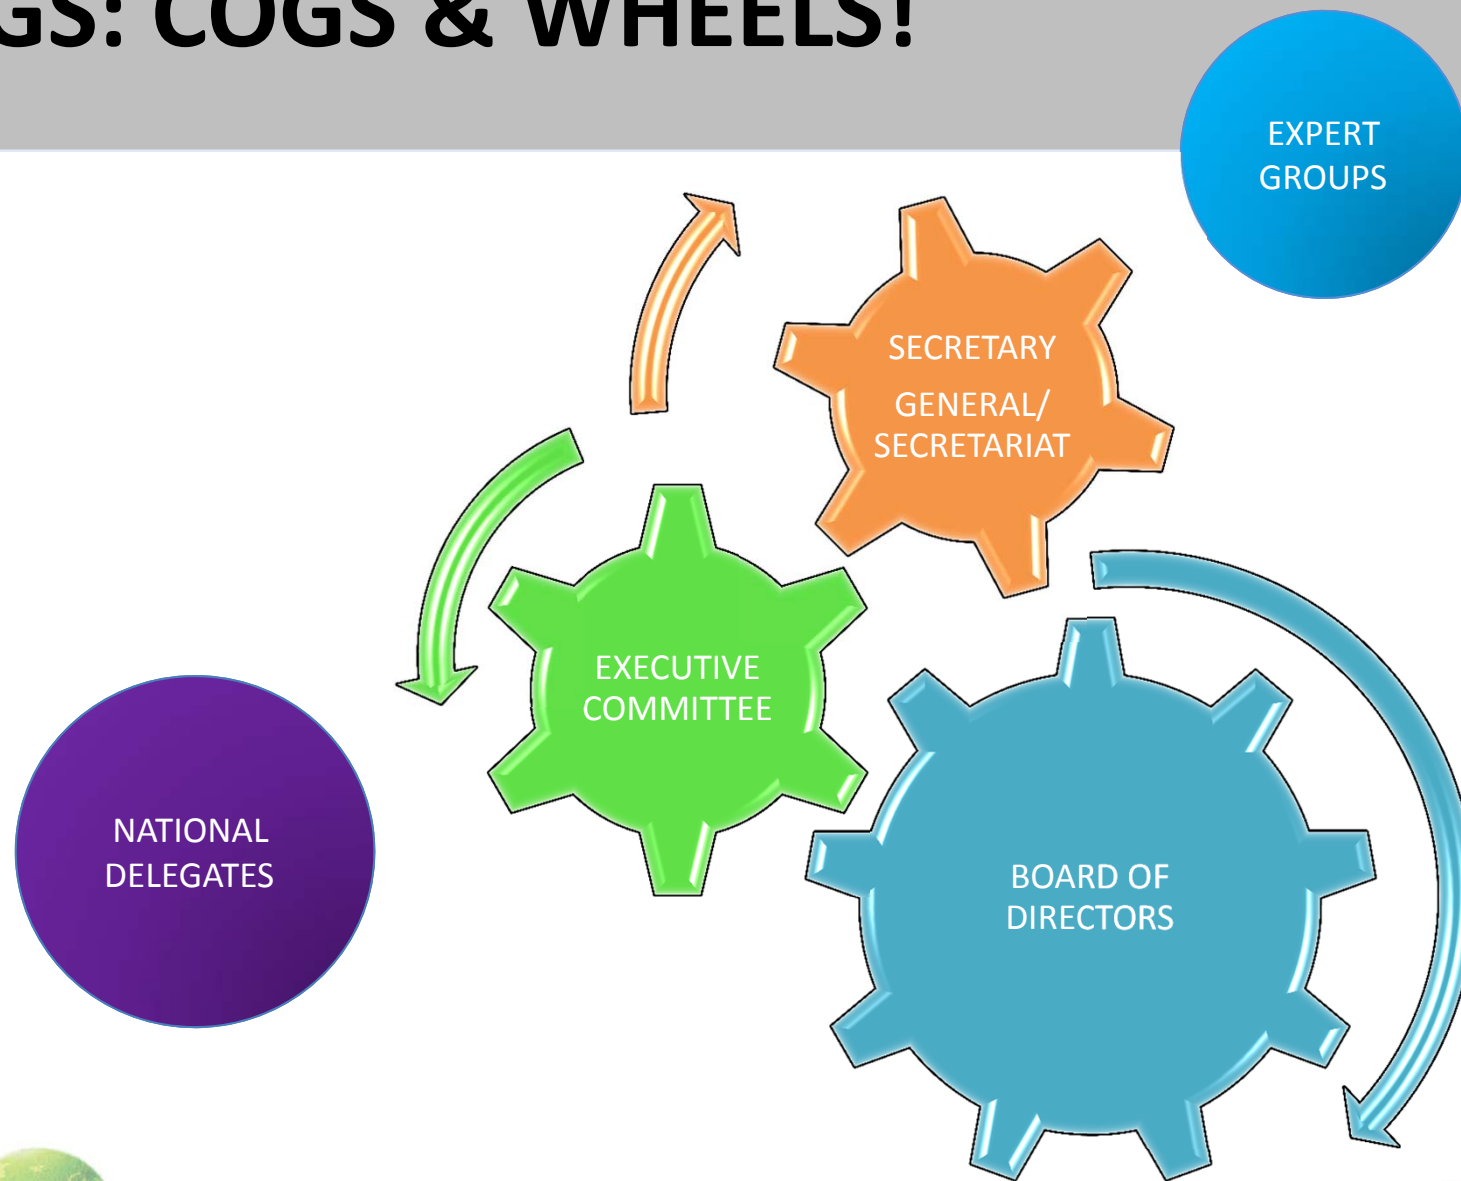 GS: COGS & WHEELS!
EXPERT
GROUPS
SECRETARY
GENERAL/
SECRETARIAT
EXECUTIVE
COMMITTEE
NATIONAL
DELEGATES
BOARD OF
DIRECTORS